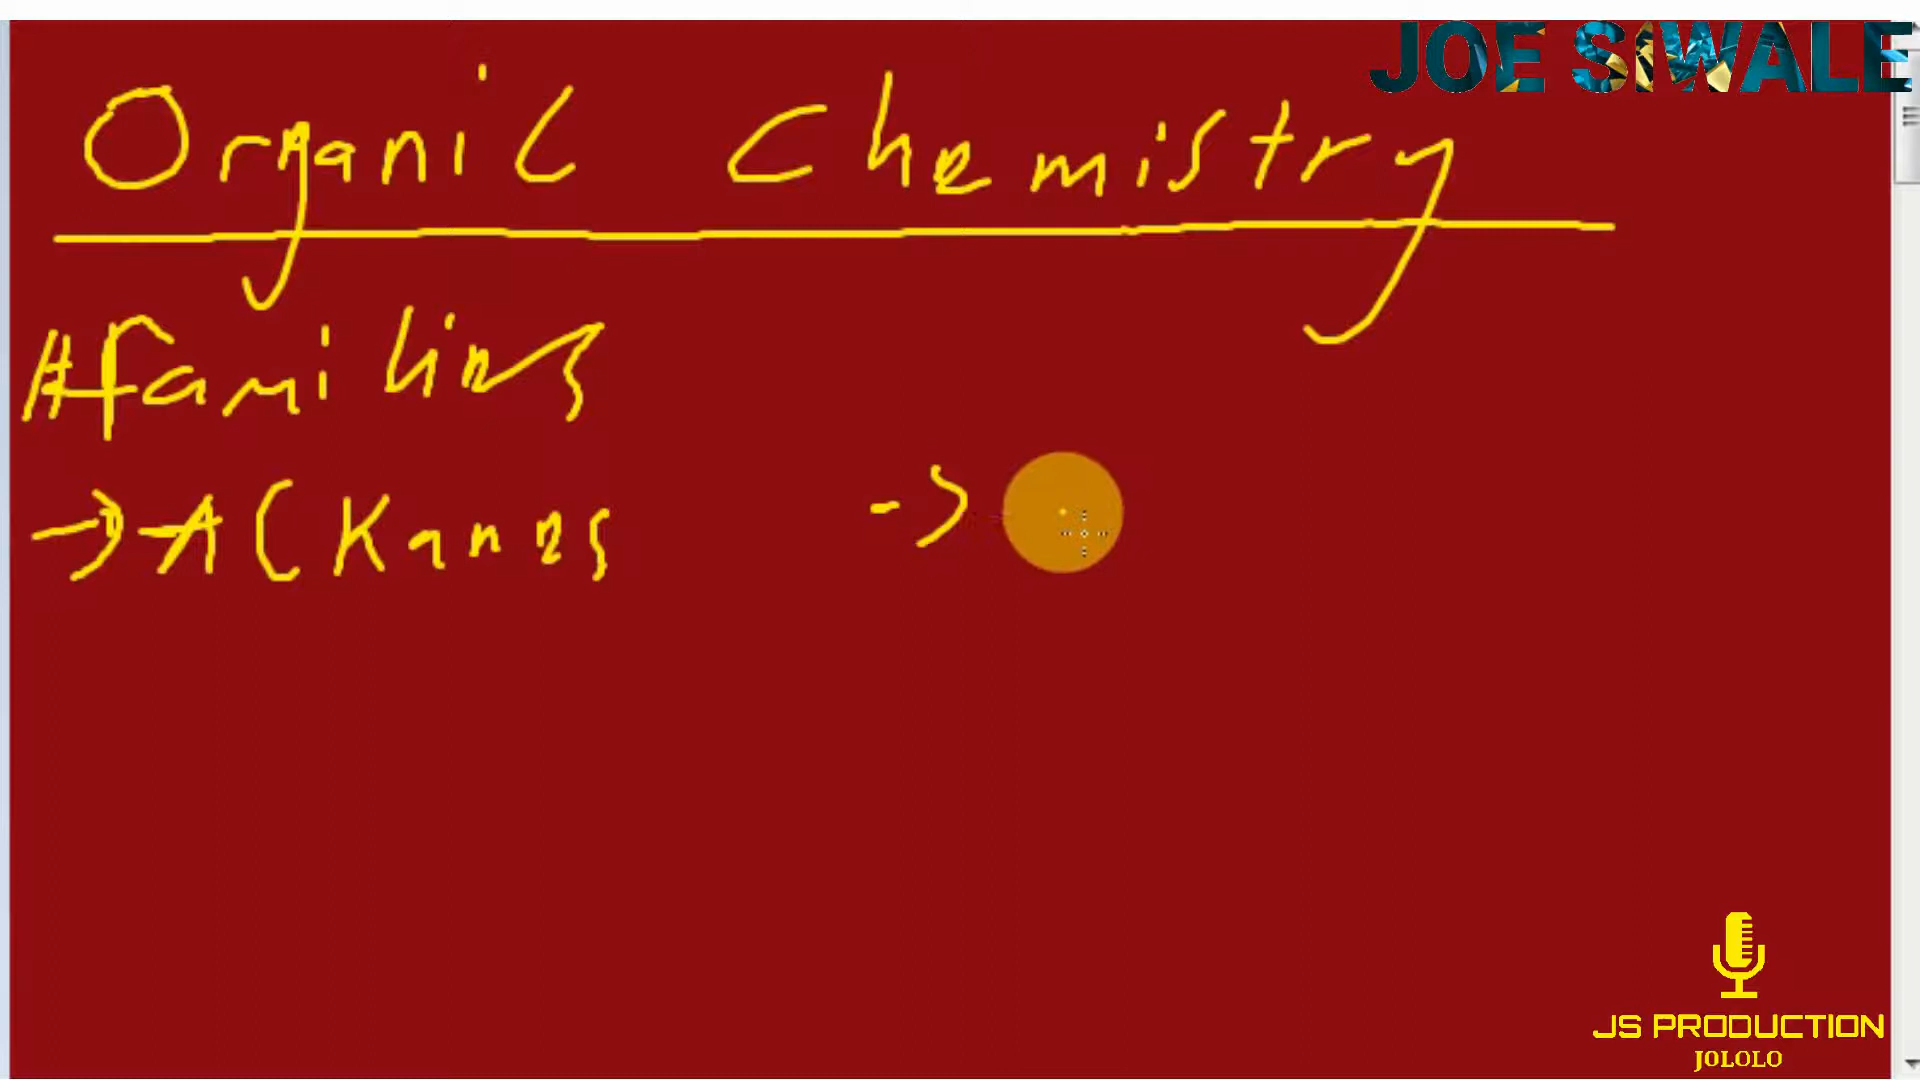 JOE SIWALE
Organic Chemistry
#families
→ Alkanes →
JS PRODUCTION
JOLOLO